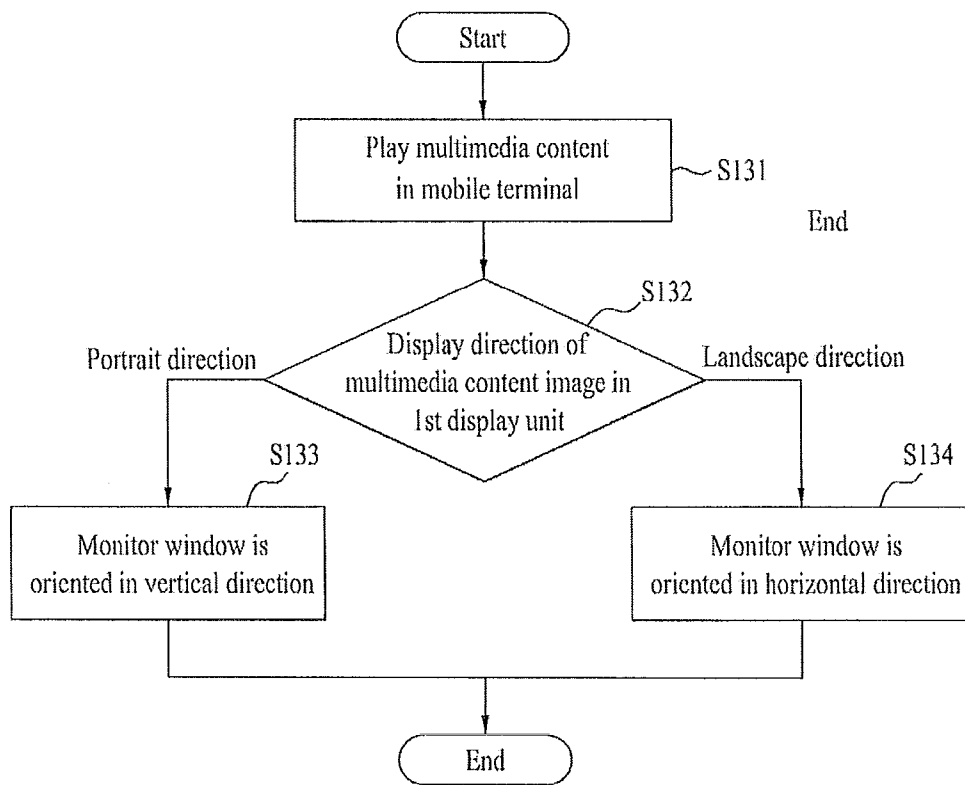 Start
Play multimedia content
in mobile terminal
S131
End
S132
Display direction of
multimedia content image in
1st display unit
Portrait direction
Landscape direction
S133
S134
Monitor window is
oriented in vertical direction
Monitor window is
oriented in horizontal direction
End